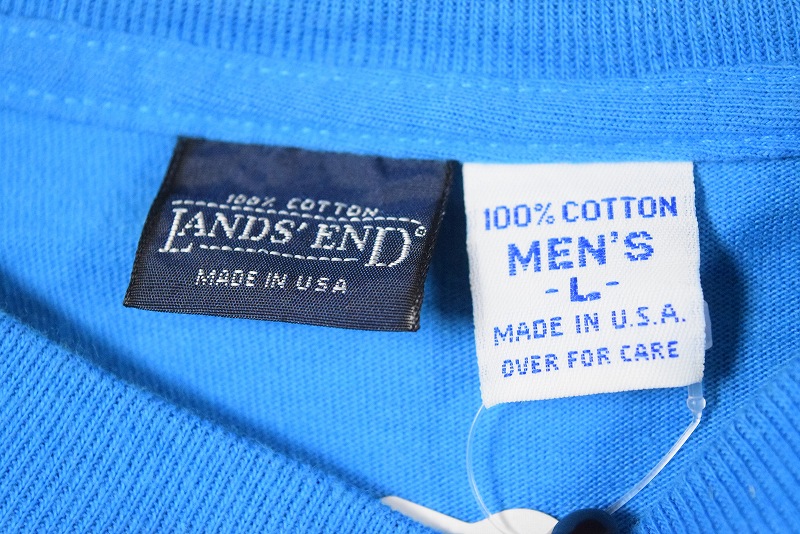 100% COTTON
LANDS' END®
MADE IN USA
100% COTTON
MEN'S
-L-
MADE IN U.S.A.
OVER FOR CARE